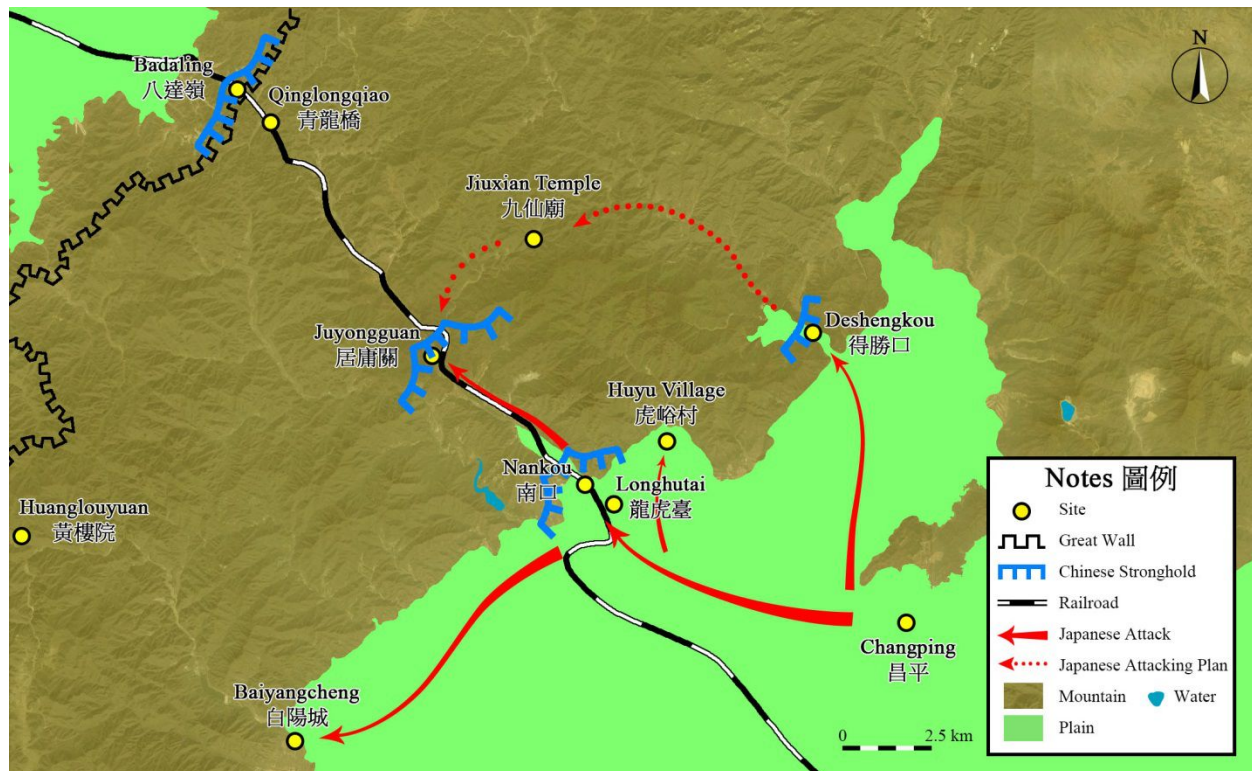 N
Badaling
八達嶺
Qinglongqiao
青龍橋
Jiuxian Temple
九仙廟
Juyongguan
居庸關
Deshengkou
得勝口
Huyu Village
虎峪村
Nankou
南口
Longhutai
龍虎臺
Huanglouyuan
黃樓院
Changping
昌平
Baiyangcheng
白陽城
0 2.5 km
Notes 圖例
Site
Great Wall
Chinese Stronghold
Railroad
Japanese Attack
Japanese Attacking Plan
Mountain Water
Plain